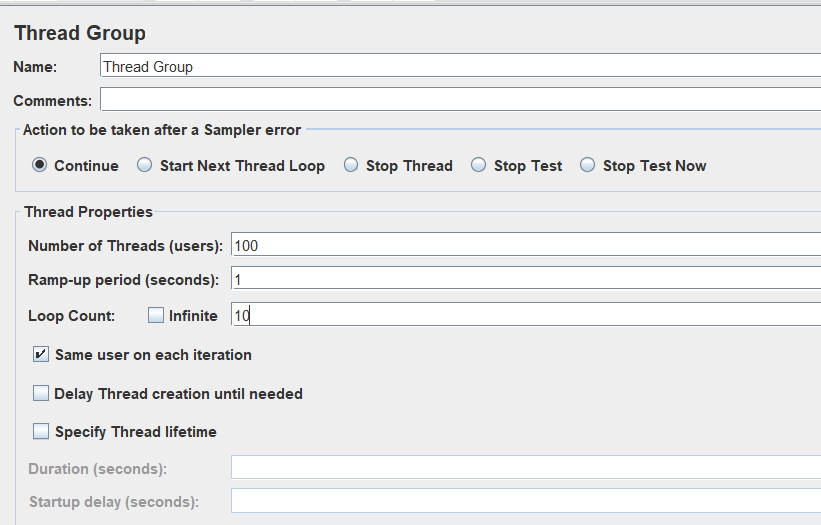 Thread Group
Name: Thread Group
Comments:
Action to be taken after a Sampler error
Continue Start Next Thread Loop Stop Thread Stop Test Stop Test Now
Thread Properties
Number of Threads (users): 100
Ramp-up period (seconds): 1
Loop Count: Infinite 10
Same user on each iteration
Delay Thread creation until needed
Specify Thread lifetime
Duration (seconds):
Startup delay (seconds):